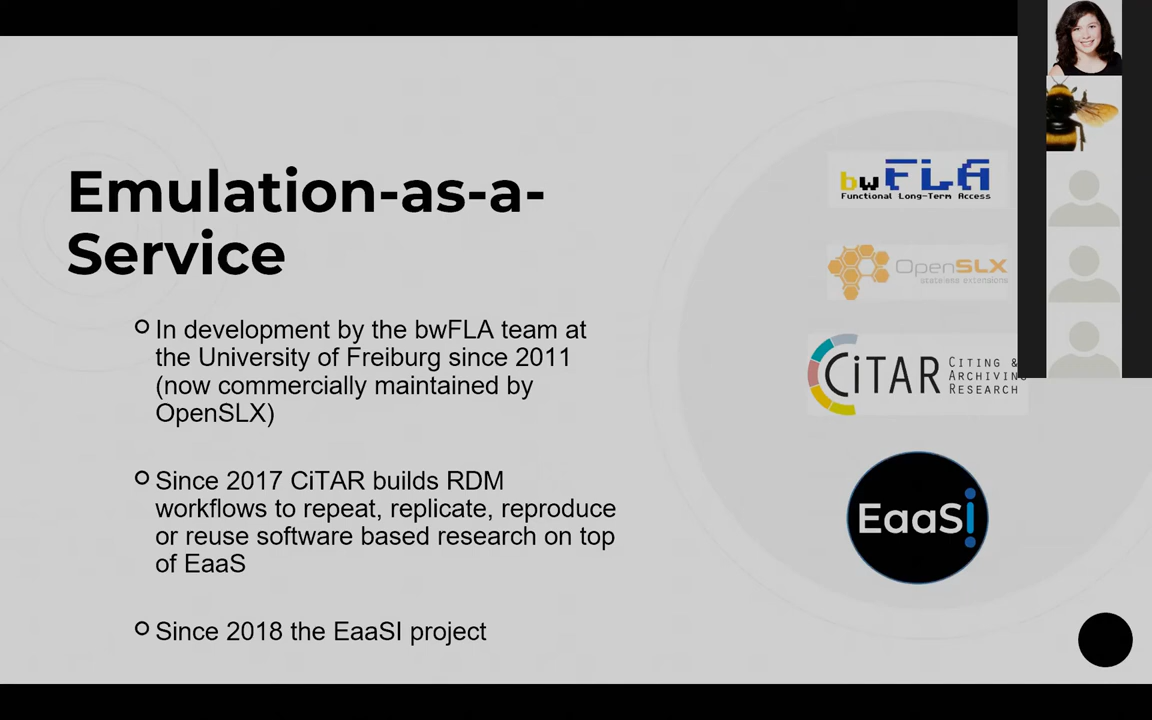 Emulation-as-a-
Service
In development by the bwFLA team at
the University of Freiburg since 2011
(now commercially maintained by
OpenSLX)
Since 2017 CiTAR builds RDM
workflows to repeat, replicate, reproduce
or reuse software based research on top
of EaaS
Since 2018 the EaaSI project
bwFLA
Functional Long-Term Access
OpenSLX
stateless extensions
CiTAR
CITING &
ARCHIVING
RESEARCH
EaaSi